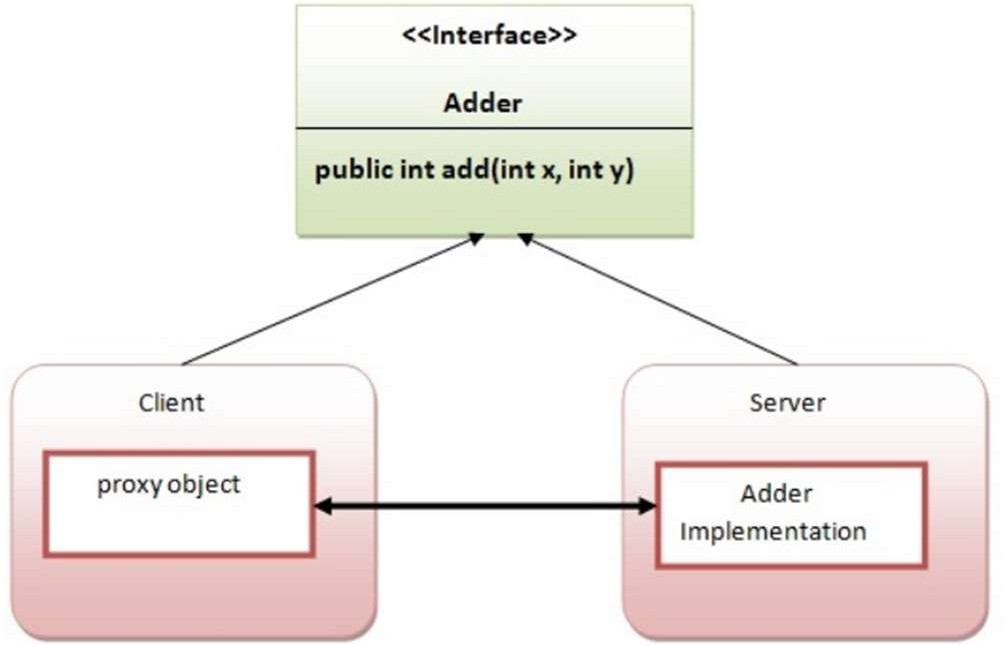 <<Interface>>
Adder
public int add(int x, int y)
Client
Server
proxy object
Adder
Implementation